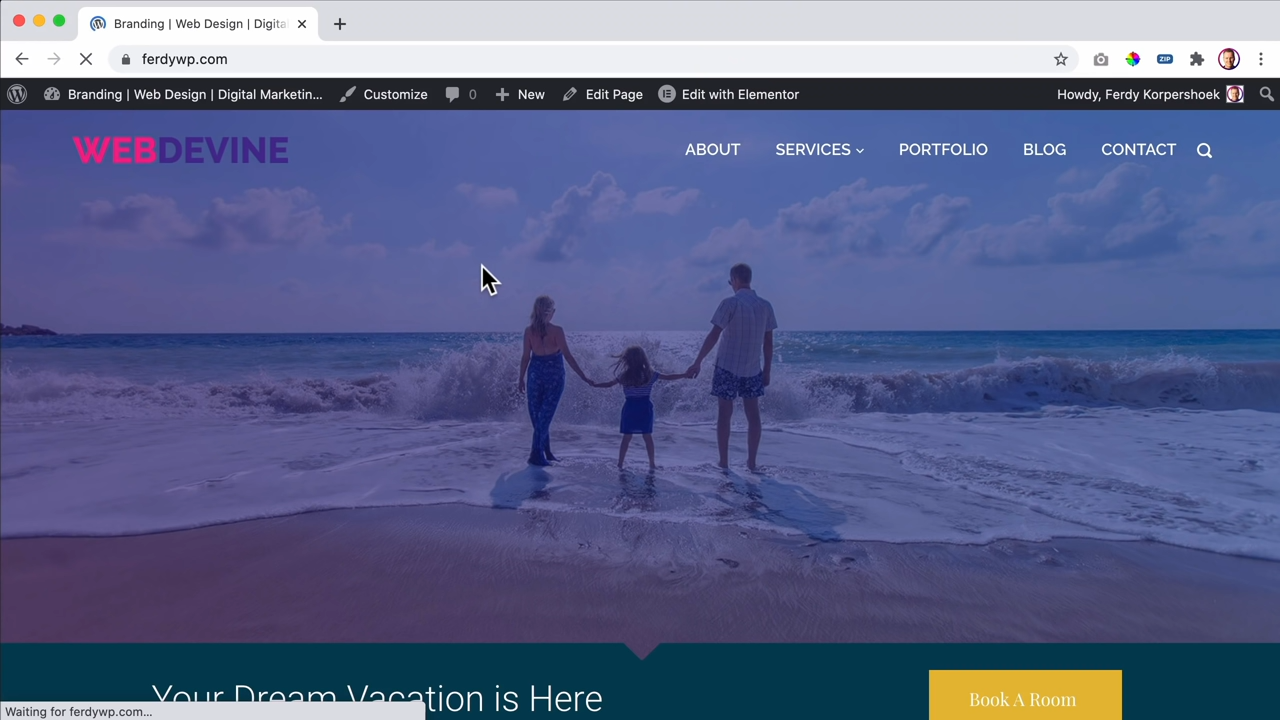 Branding | Web Design | Digita
ferdywp.com
ZIP
Branding | Web Design | Digital Marketin... Customize 0 New Edit Page Edit with Elementor Howdy, Ferdy Korpershoek
WEBDEVINE ABOUT SERVICES PORTFOLIO BLOG CONTACT
Your Dream Vacation is Here
Book A Room
Waiting for ferdywp.com...